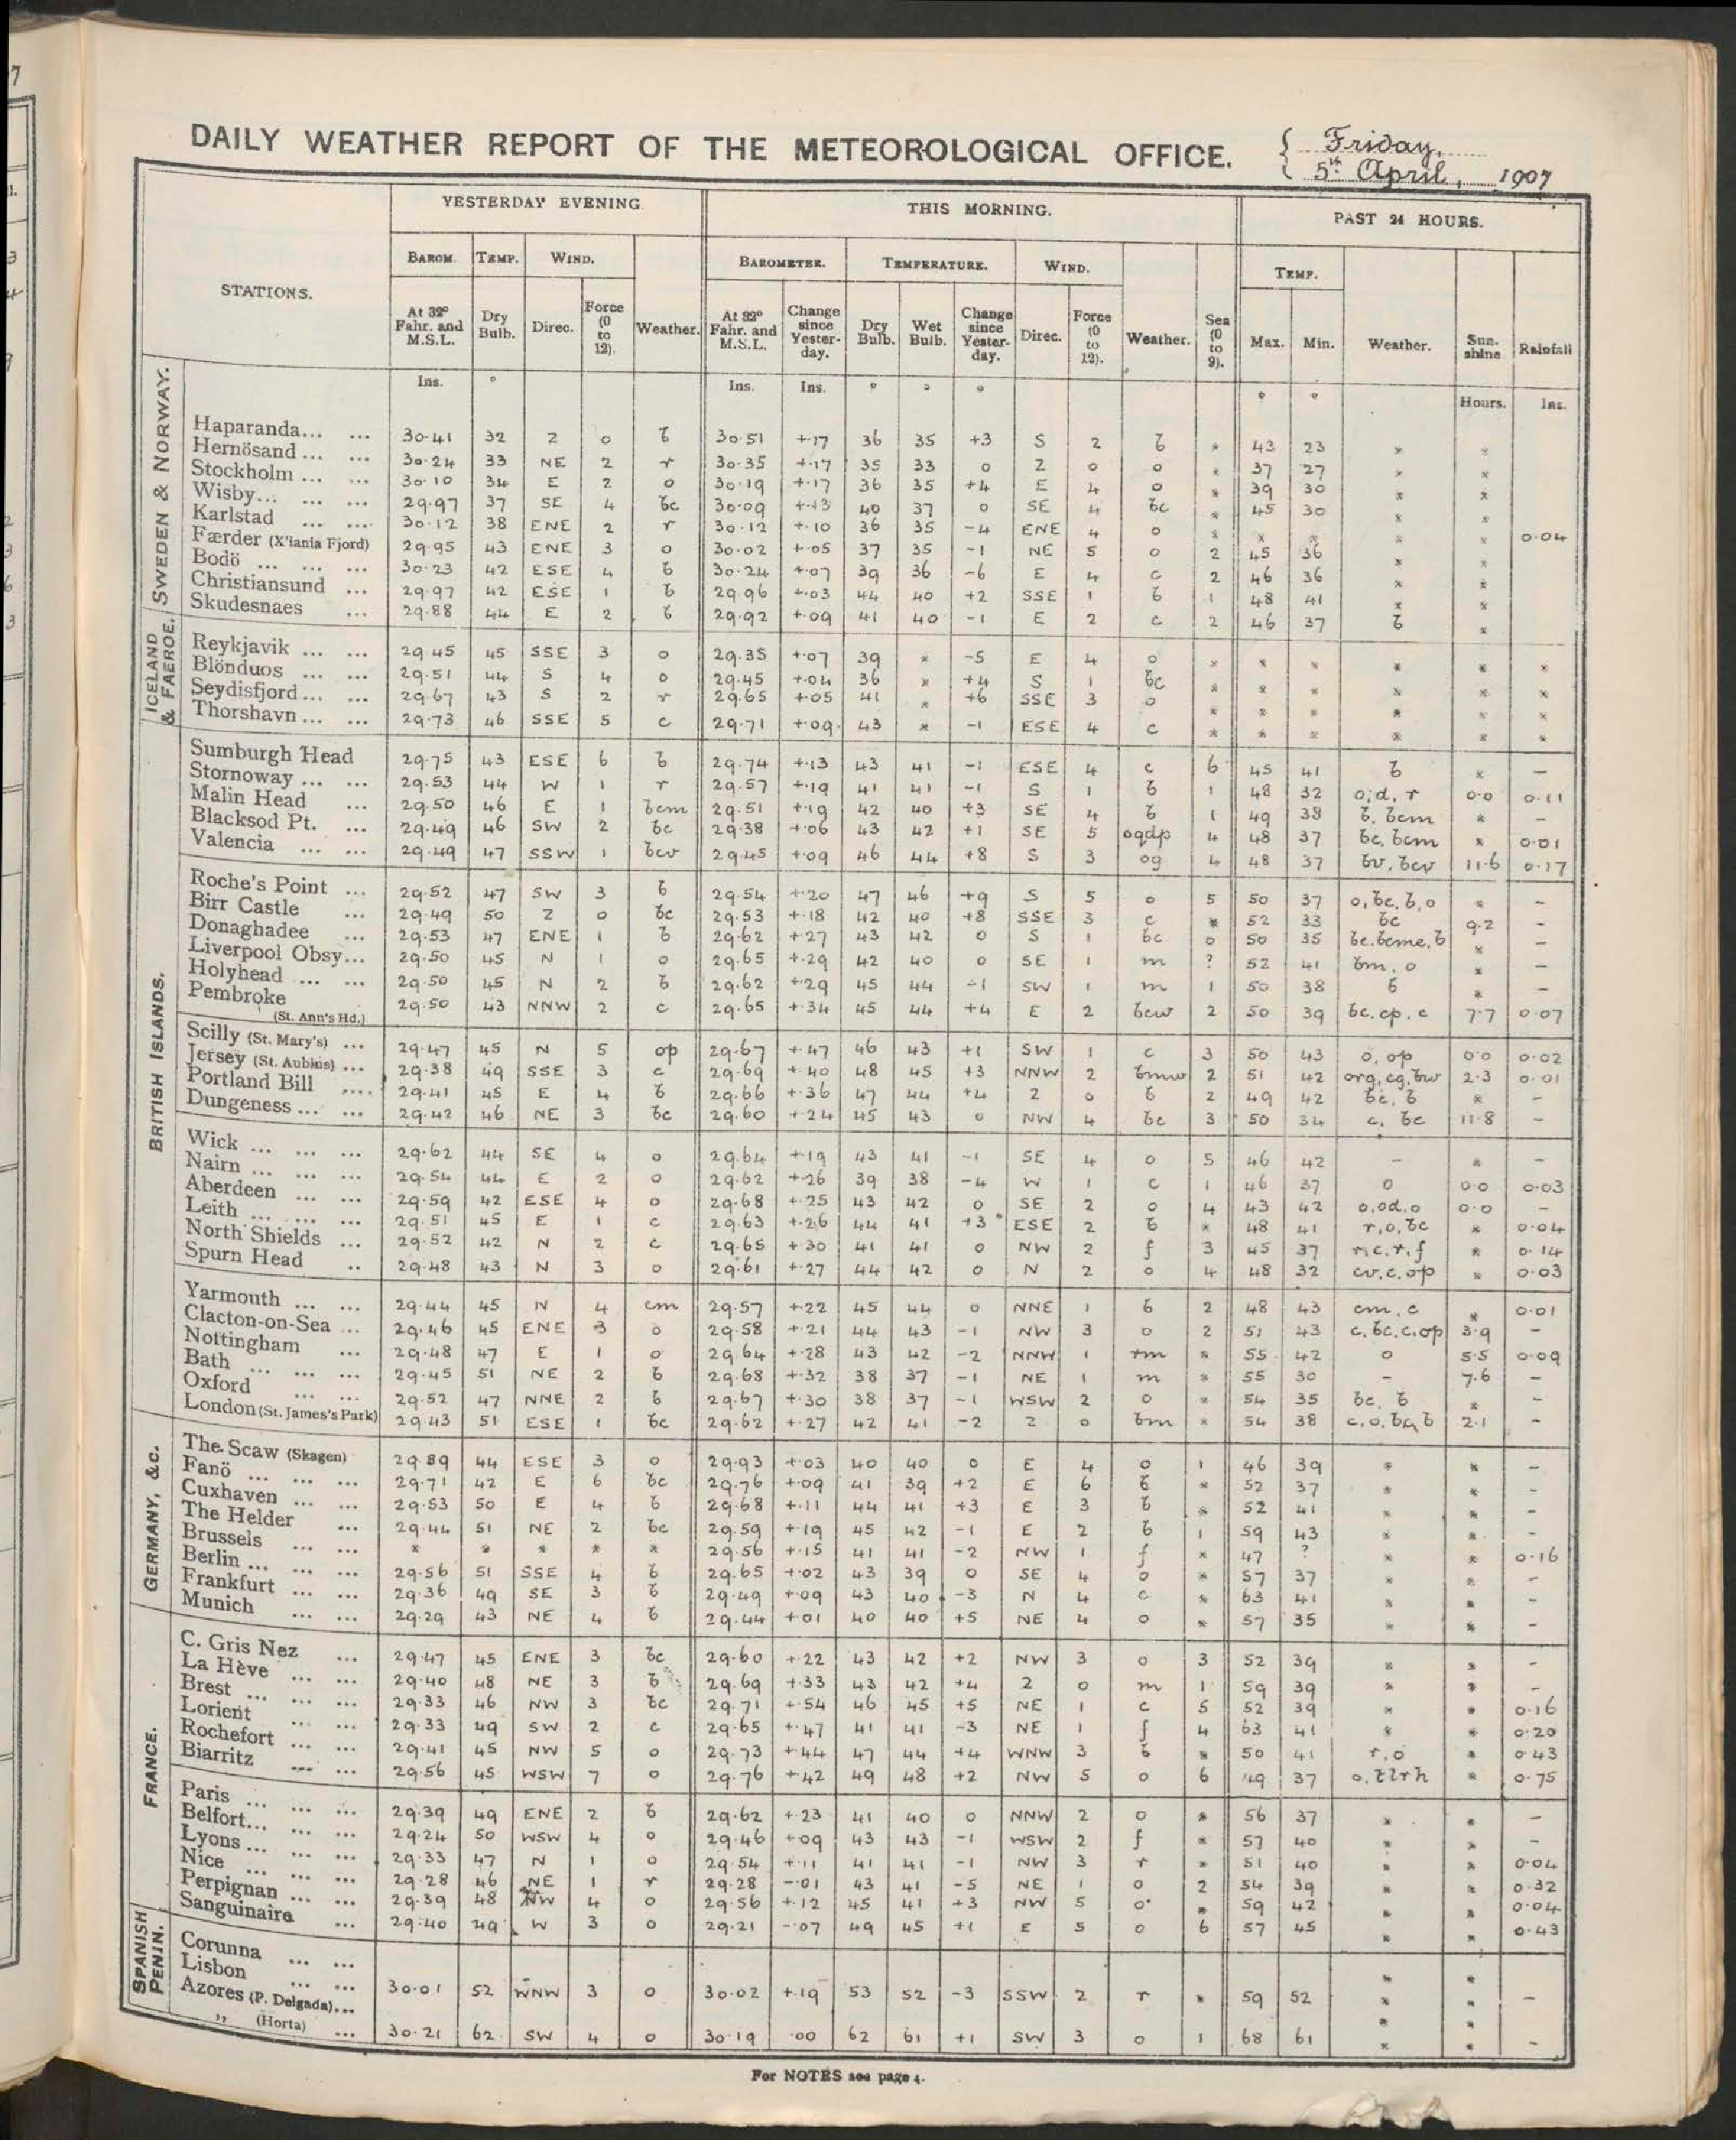 DAILY WEATHER REPORT OF THE METEOROLOGICAL OFFICE. { Friday, 5th April, 1907
YESTERDAY EVENING. THIS MORNING. PAST 24 HOURS.
STATIONS. BAROM. TEMP. WIND. Weather. BAROMETER. TEMPERATURE. WIND. Weather. Sea (0 to 9). TEMP. Weather. Sunshine Rainfall
At 32° Fahr. and M.S.L. Dry Bulb. Direc. Force (0 to 12). At 32° Fahr. and M.S.L. Change since Yesterday. Dry Bulb. Wet Bulb. Change since Yesterday. Direc. Force (0 to 12). Max. Min.
Ins. ° Ins. Ins. ° ° ° ° ° Hours. Ins.
SWEDEN & NORWAY.
Haparanda... ... 30.41 32 Z 0 b 30.51 +.17 36 35 +3 S 2 b * 43 23 * *
Hernösand ... ... 30.24 33 NE 2 r 30.35 +.17 35 33 0 Z 0 o * 37 27 * *
Stockholm ... ... 30.10 34 E 2 o 30.19 +.17 36 35 +4 E 4 o * 39 30 * *
Wisby... ... ... 29.97 37 SE 4 bc 30.09 +.13 40 37 0 SE 4 bc * 45 30 * *
Karlstad ... ... 30.12 38 ENE 2 r 30.12 +.10 36 35 -4 ENE 4 o * * * * * 0.04
Færder (X'iania Fjord) 29.95 43 ENE 3 o 30.02 +.05 37 35 -1 NE 5 o 2 45 36 * *
Bodö ... ... ... 30.23 42 ESE 4 b 30.24 +.07 39 36 -6 E 4 c 2 46 36 * *
Christiansund ... 29.97 42 ESE 1 b 29.96 +.03 44 40 +2 SSE 1 b 1 48 41 * *
Skudesnaes ... 29.88 44 E 2 b 29.92 +.09 41 40 -1 E 2 c 2 46 37 b *
ICELAND & FAEROE.
Reykjavik ... ... 29.45 45 SSE 3 o 29.35 +.07 39 * -5 E 4 o * * * * * *
Blönduos ... ... 29.51 44 S 4 o 29.45 +.04 36 * +4 S 1 bc * * * * * *
Seydisfjord ... ... 29.67 43 S 2 r 29.65 +.05 41 * +6 SSE 3 o * * * * * *
Thorshavn ... ... 29.73 46 SSE 5 c 29.71 +.09 43 * -1 ESE 4 c * * * * * *
BRITISH ISLANDS.
Sumburgh Head 29.75 43 ESE 6 b 29.74 +.13 43 41 -1 ESE 4 c 6 45 41 b * -
Stornoway ... ... 29.53 44 W 1 r 29.57 +.19 41 41 -1 S 1 b 1 48 32 o,d,r 0.0 0.11
Malin Head ... 29.50 46 E 1 bcm 29.51 +.19 42 40 +3 SE 4 b 1 49 38 b, bcm * -
Blacksod Pt. ... 29.49 46 SW 2 bc 29.38 +.06 43 42 +1 SE 5 oqdp 4 48 37 bc, bcm * 0.01
Valencia ... ... 29.49 47 SSW 1 bcv 29.45 +.09 46 44 +8 S 3 og 4 48 37 bv, bcv 11.6 0.17
Roche's Point ... 29.52 47 SW 3 b 29.54 +.20 47 46 +9 S 5 o 5 50 37 o, bc, b, o * -
Birr Castle ... 29.49 50 Z 0 bc 29.53 +.18 42 40 +8 SSE 3 c * 52 33 bc 9.2 -
Donaghadee ... 29.53 47 ENE 1 b 29.62 +.27 43 42 0 S 1 bc 0 50 35 bc, bcme, b * -
Liverpool Obsy... 29.50 45 N 1 o 29.65 +.29 42 40 0 SE 1 m ? 52 41 bm, o * -
Holyhead ... ... 29.50 45 N 2 b 29.62 +.29 45 44 -1 SW 1 m 1 50 38 b * -
Pembroke (St. Ann's Hd.) 29.50 43 NNW 2 c 29.65 +.34 45 44 +4 E 2 bcw 2 50 39 bc, cp, c 7.7 0.07
Scilly (St. Mary's) ... 29.47 45 N 5 op 29.67 +.47 46 43 +1 SW 1 c 3 50 43 o, op 0.0 0.02
Jersey (St. Aubins) ... 29.38 49 SSE 3 c 29.69 +.40 48 45 +3 NNW 2 bmw 2 51 42 org, cg, bw 2.3 0.01
Portland Bill .... 29.41 45 E 4 b 29.66 +.36 47 44 +4 Z 0 b 2 49 42 bc, b * -
Dungeness ... ... 29.42 46 NE 3 bc 29.60 +.24 45 43 0 NW 4 bc 3 50 34 c, bc 11.8 -
Wick ... ... ... 29.62 44 SE 4 o 29.64 +.19 43 41 -1 SE 4 o 5 46 42 - * -
Nairn ... ... ... 29.54 44 E 2 o 29.62 +.26 39 38 -4 W 1 c 1 46 37 o 0.0 0.03
Aberdeen ... ... 29.59 42 ESE 4 o 29.68 +.25 43 42 0 SE 2 o 4 43 42 o,od,o 0.0 -
Leith ... ... ... 29.51 45 E 1 c 29.63 +.26 44 41 +3 ESE 2 b * 48 41 r,o,bc * 0.04
North Shields ... 29.52 42 N 2 c 29.65 +.30 41 41 0 NW 2 f 3 45 37 r,c,r,f * 0.14
Spurn Head .. 29.48 43 N 3 o 29.61 +.27 44 42 0 N 2 o 4 48 32 cv,c,op * 0.03
Yarmouth ... ... 29.44 45 N 4 cm 29.57 +.22 45 44 0 NNE 1 b 2 48 43 cm, c * 0.01
Clacton-on-Sea ... 29.46 45 ENE 3 o 29.58 +.21 44 43 -1 NW 3 o 2 51 43 c, bc, c, op 3.9 -
Nottingham ... 29.48 47 E 1 o 29.64 +.28 43 42 -2 NNW 1 rm * 55 42 o 5.5 0.09
Bath ... ... ... 29.45 51 NE 2 b 29.68 +.32 38 37 -1 NE 1 m * 55 30 - 7.6 -
Oxford ... ... 29.52 47 NNE 2 b 29.67 +.30 38 37 -1 WSW 2 o * 54 35 bc, b * -
London (St. James's Park) 29.43 51 ESE 1 bc 29.62 +.27 42 41 -2 Z 0 bm * 54 38 c, o, bc, b 2.1 -
GERMANY, &c.
The Scaw (Skagen) 29.89 44 ESE 3 o 29.93 +.03 40 40 0 E 4 o 1 46 39 * * -
Fanö ... ... ... 29.71 42 E 6 bc 29.76 +.09 41 39 +2 E 6 b * 52 37 * * -
Cuxhaven ... ... 29.53 50 E 4 b 29.68 +.11 44 41 +3 E 3 b * 52 41 * * -
The Helder ... 29.44 51 NE 2 bc 29.59 +.19 45 42 -1 E 2 b 1 59 43 * * -
Brussels ... ... * * * * * 29.56 +.15 41 41 -2 NW 1 f * 47 ? * * 0.16
Berlin ... ... ... 29.56 51 SSE 4 b 29.65 +.02 43 39 0 SE 4 o * 57 37 * * -
Frankfurt ... ... 29.36 49 SE 3 b 29.49 +.09 43 40 -3 N 4 c * 63 41 * * -
Munich ... ... 29.29 43 NE 4 b 29.44 +.01 40 40 +5 NE 4 o * 57 35 * * -
FRANCE.
C. Gris Nez ... 29.47 45 ENE 3 bc 29.60 +.22 43 42 +2 NW 3 o 3 52 39 * * -
La Hève ... ... 29.40 48 NE 3 b 29.69 +.33 43 42 +4 Z 0 m 1 59 39 * * -
Brest ... ... ... 29.33 46 NW 3 bc 29.71 +.54 46 45 +5 NE 1 c 5 52 39 * * 0.16
Lorient ... ... 29.33 49 SW 2 c 29.65 +.47 41 41 -3 NE 1 f 4 63 41 * * 0.20
Rochefort ... ... 29.41 45 NW 5 o 29.73 +.44 47 44 +4 WNW 3 b * 50 41 r,o * 0.43
Biarritz ... ... 29.56 45 WSW 7 o 29.76 +.42 49 48 +2 NW 5 o 6 49 37 o, tlrh * 0.75
Paris ... ... ... 29.39 49 ENE 2 b 29.62 +.23 41 40 0 NNW 2 o * 56 37 * * -
Belfort... ... ... 29.24 50 WSW 4 o 29.46 +.09 43 43 -1 WSW 2 f * 57 40 * * -
Lyons ... ... ... 29.33 47 N 1 o 29.54 +.11 41 41 -1 NW 3 r * 51 40 * * 0.04
Nice ... ... ... 29.28 46 NE 1 r 29.28 -.01 43 41 -5 NE 1 o 2 54 39 * * 0.32
Perpignan ... ... 29.39 48 NW 4 o 29.56 +.12 45 41 +3 NW 5 o * 59 42 * * 0.04
Sanguinaire ... 29.40 49 W 3 o 29.21 -.07 49 45 +1 E 5 o 6 57 45 * * 0.43
SPANISH PENIN.
Corunna ... ... * *
Lisbon ... ... 30.01 52 WNW 3 o 30.02 +.19 53 52 -3 SSW 2 r * 59 52 * * -
Azores (P. Delgada)... * *
,, (Horta) ... 30.21 62 SW 4 o 30.19 .00 62 61 +1 SW 3 o 1 68 61 * * -
For NOTES see page 4.